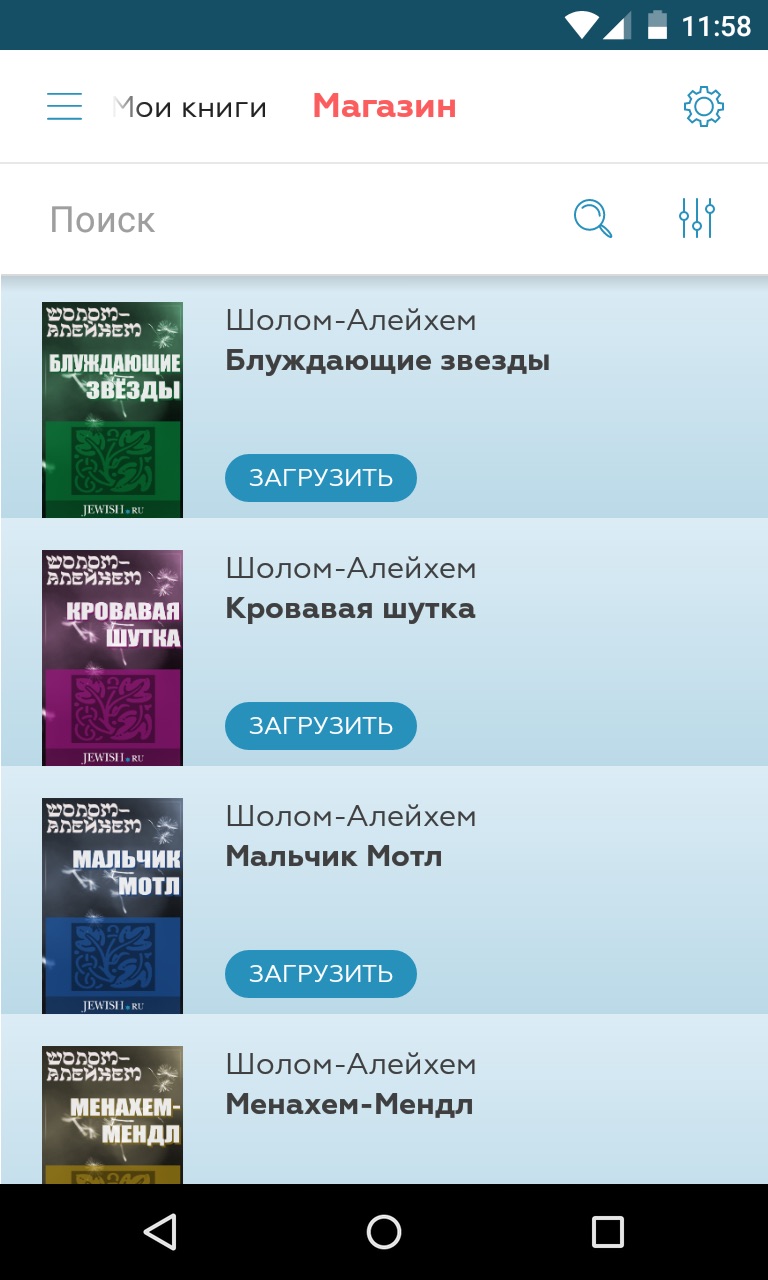 11:58
Мои книги Магазин
Поиск
ШОЛОМ-
АЛЕЙХЕМ
БЛУЖДАЮЩИЕ
ЗВЁЗДЫ
JEWISH.RU
Шолом-Алейхем
Блуждающие звезды
ЗАГРУЗИТЬ
ШОЛОМ-
АЛЕЙХЕМ
КРОВАВАЯ
ШУТКА
JEWISH.RU
Шолом-Алейхем
Кровавая шутка
ЗАГРУЗИТЬ
ШОЛОМ-
АЛЕЙХЕМ
МАЛЬЧИК
МОТЛ
JEWISH.RU
Шолом-Алейхем
Мальчик Мотл
ЗАГРУЗИТЬ
ШОЛОМ-
АЛЕЙХЕМ
МЕНАХЕМ-
МЕНДЛ
Шолом-Алейхем
Менахем-Мендл